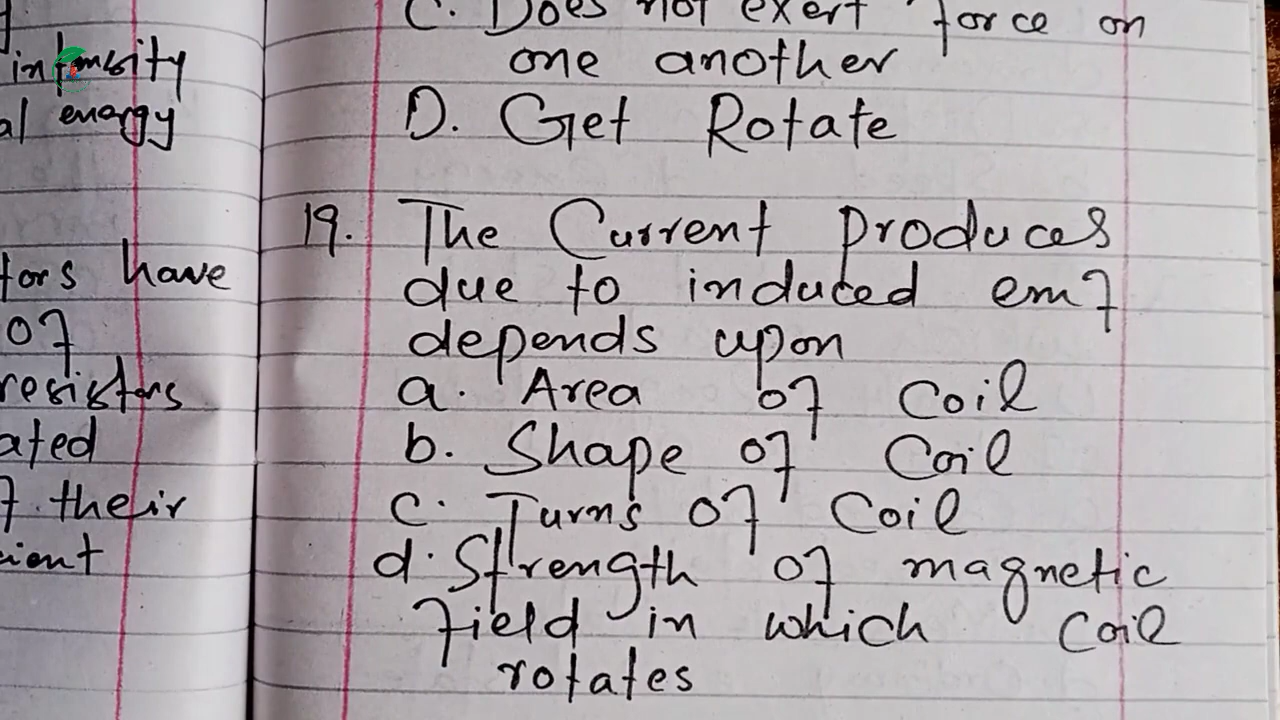 intensity
al energy
tors have
of
resistors
ated
f their
cient
C. Does not exert force on
one another
D. Get Rotate
19. The Current produces
due to induced emf
depends upon
a. Area of Coil
b. Shape of Coil
c. Turns of Coil
d. Strength of magnetic
field in which Coil
rotates